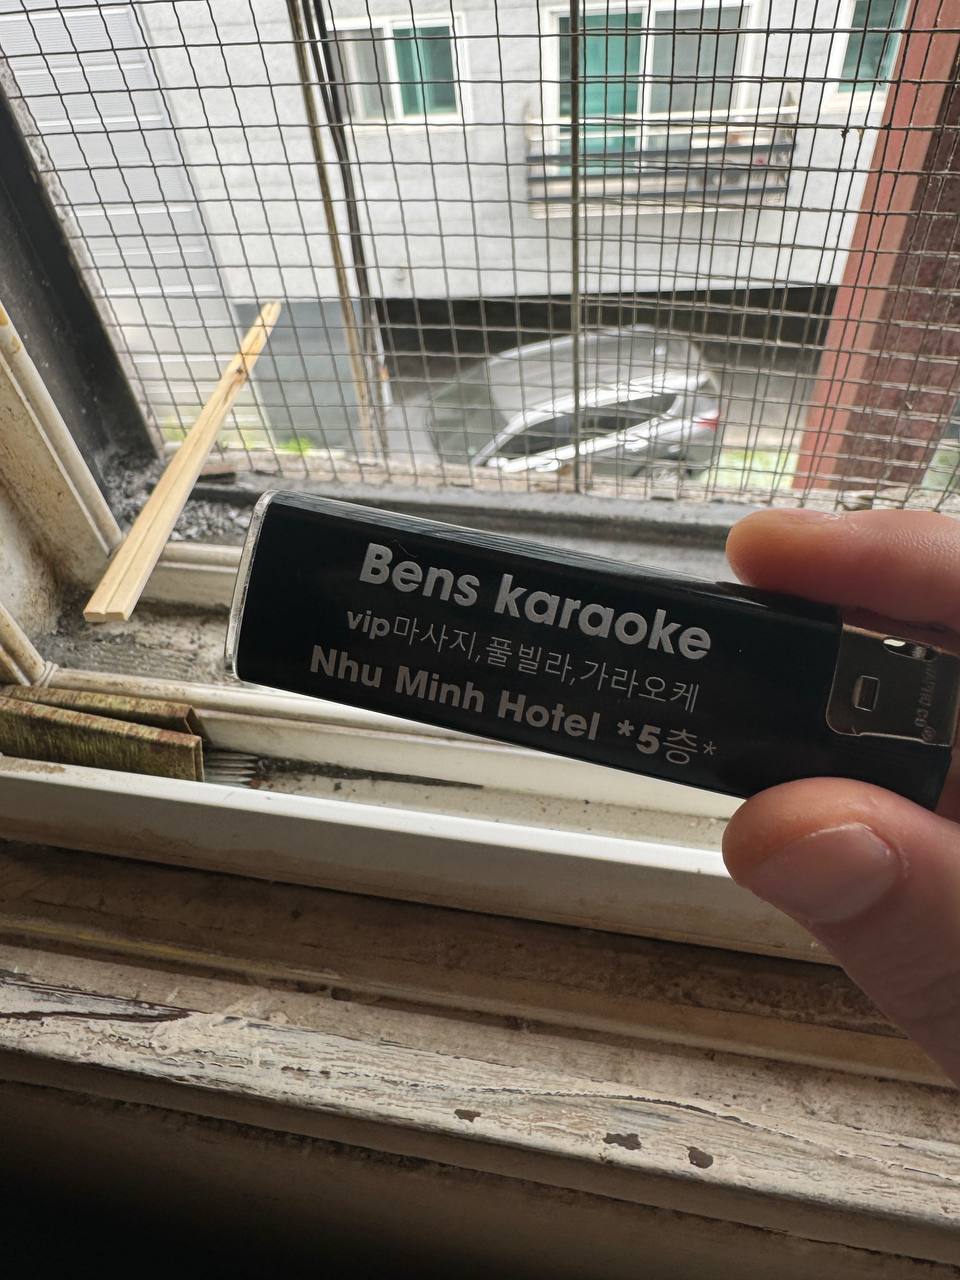 Bens karaoke
vip마사지,풀빌라,가라오케
Nhu Minh Hotel *5층*